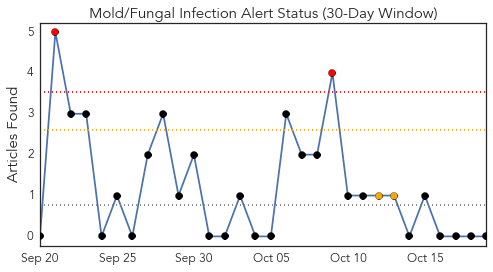 Mold/Fungal Infection Alert Status (30-Day Window)
Articles Found
5
4
3
2
1
0
Sep 20 Sep 25 Sep 30 Oct 05 Oct 10 Oct 15